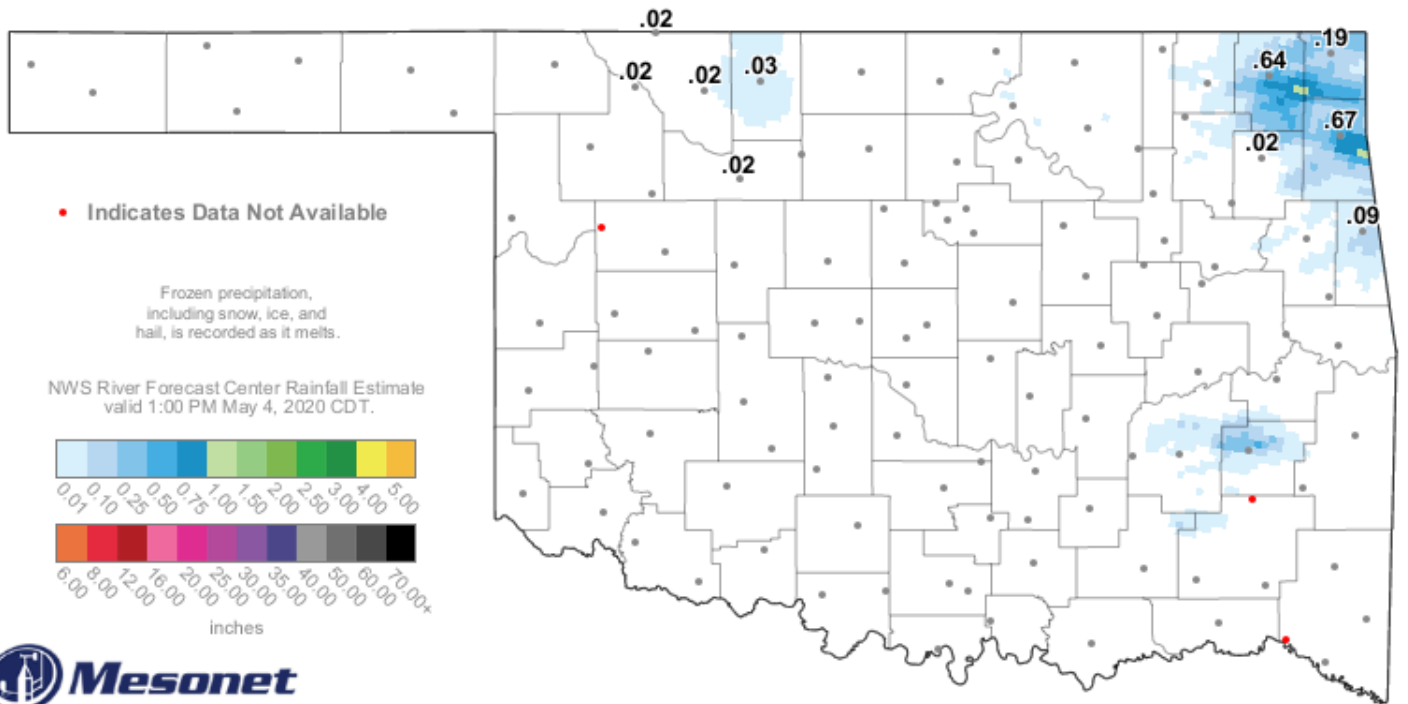 .02
.19
.02
.02
.03
.64
.67
.02
.02
.09
Indicates Data Not Available
Frozen precipitation,
including snow, ice, and
hail, is recorded as it melts.
NWS River Forecast Center Rainfall Estimate
valid 1:00 PM May 4, 2020 CDT.
0.01 0.10 0.25 0.50 0.75 1.00 1.50 2.00 2.50 3.00 4.00 5.00
6.00 8.00 12.00 16.00 20.00 25.00 30.00 35.00 40.00 50.00 60.00 70.00+
inches
Mesonet